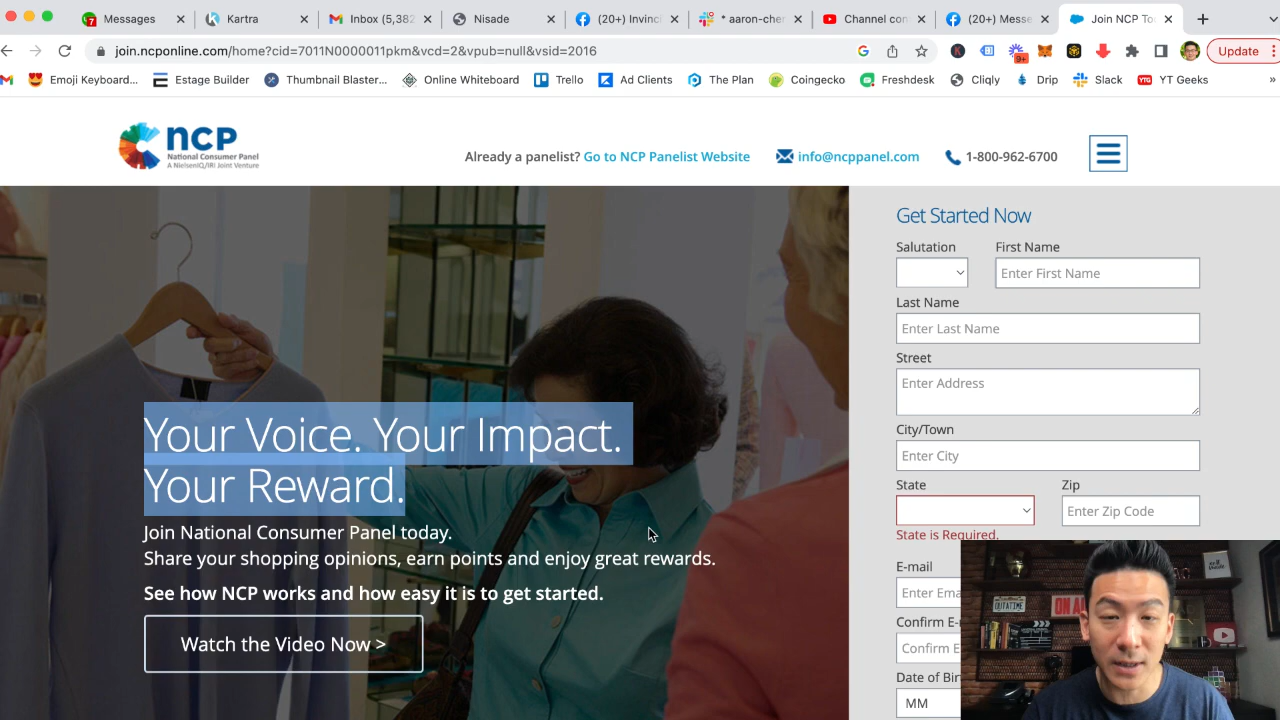 Messages
Kartra
Inbox (5,382
Nisade
(20+) Invinci
* aaron-cher
Channel con
(20+) Messe
Join NCP To
join.ncponline.com/home?cid=7011N0000011pkm&vcd=2&vpub=null&vsid=2016
9+
Update
Emoji Keyboard...
Estage Builder
Thumbnail Blaster...
Online Whiteboard
Trello
Ad Clients
The Plan
Coingecko
Freshdesk
Cliqly
Drip
Slack
YT Geeks
»
ncp
National Consumer Panel
A NielsenIQ/IRI Joint Venture
Already a panelist? Go to NCP Panelist Website
info@ncppanel.com
1-800-962-6700
Your Voice. Your Impact.
Your Reward.
Join National Consumer Panel today.
Share your shopping opinions, earn points and enjoy great rewards.
See how NCP works and how easy it is to get started.
Watch the Video Now >
Get Started Now
Salutation
First Name
Enter First Name
Last Name
Enter Last Name
Street
Enter Address
City/Town
Enter City
State
Zip
Enter Zip Code
State is Required.
E-mail
Enter Ema
Confirm E-
Confirm E
Date of Bir
MM
OUTATIME
ON A